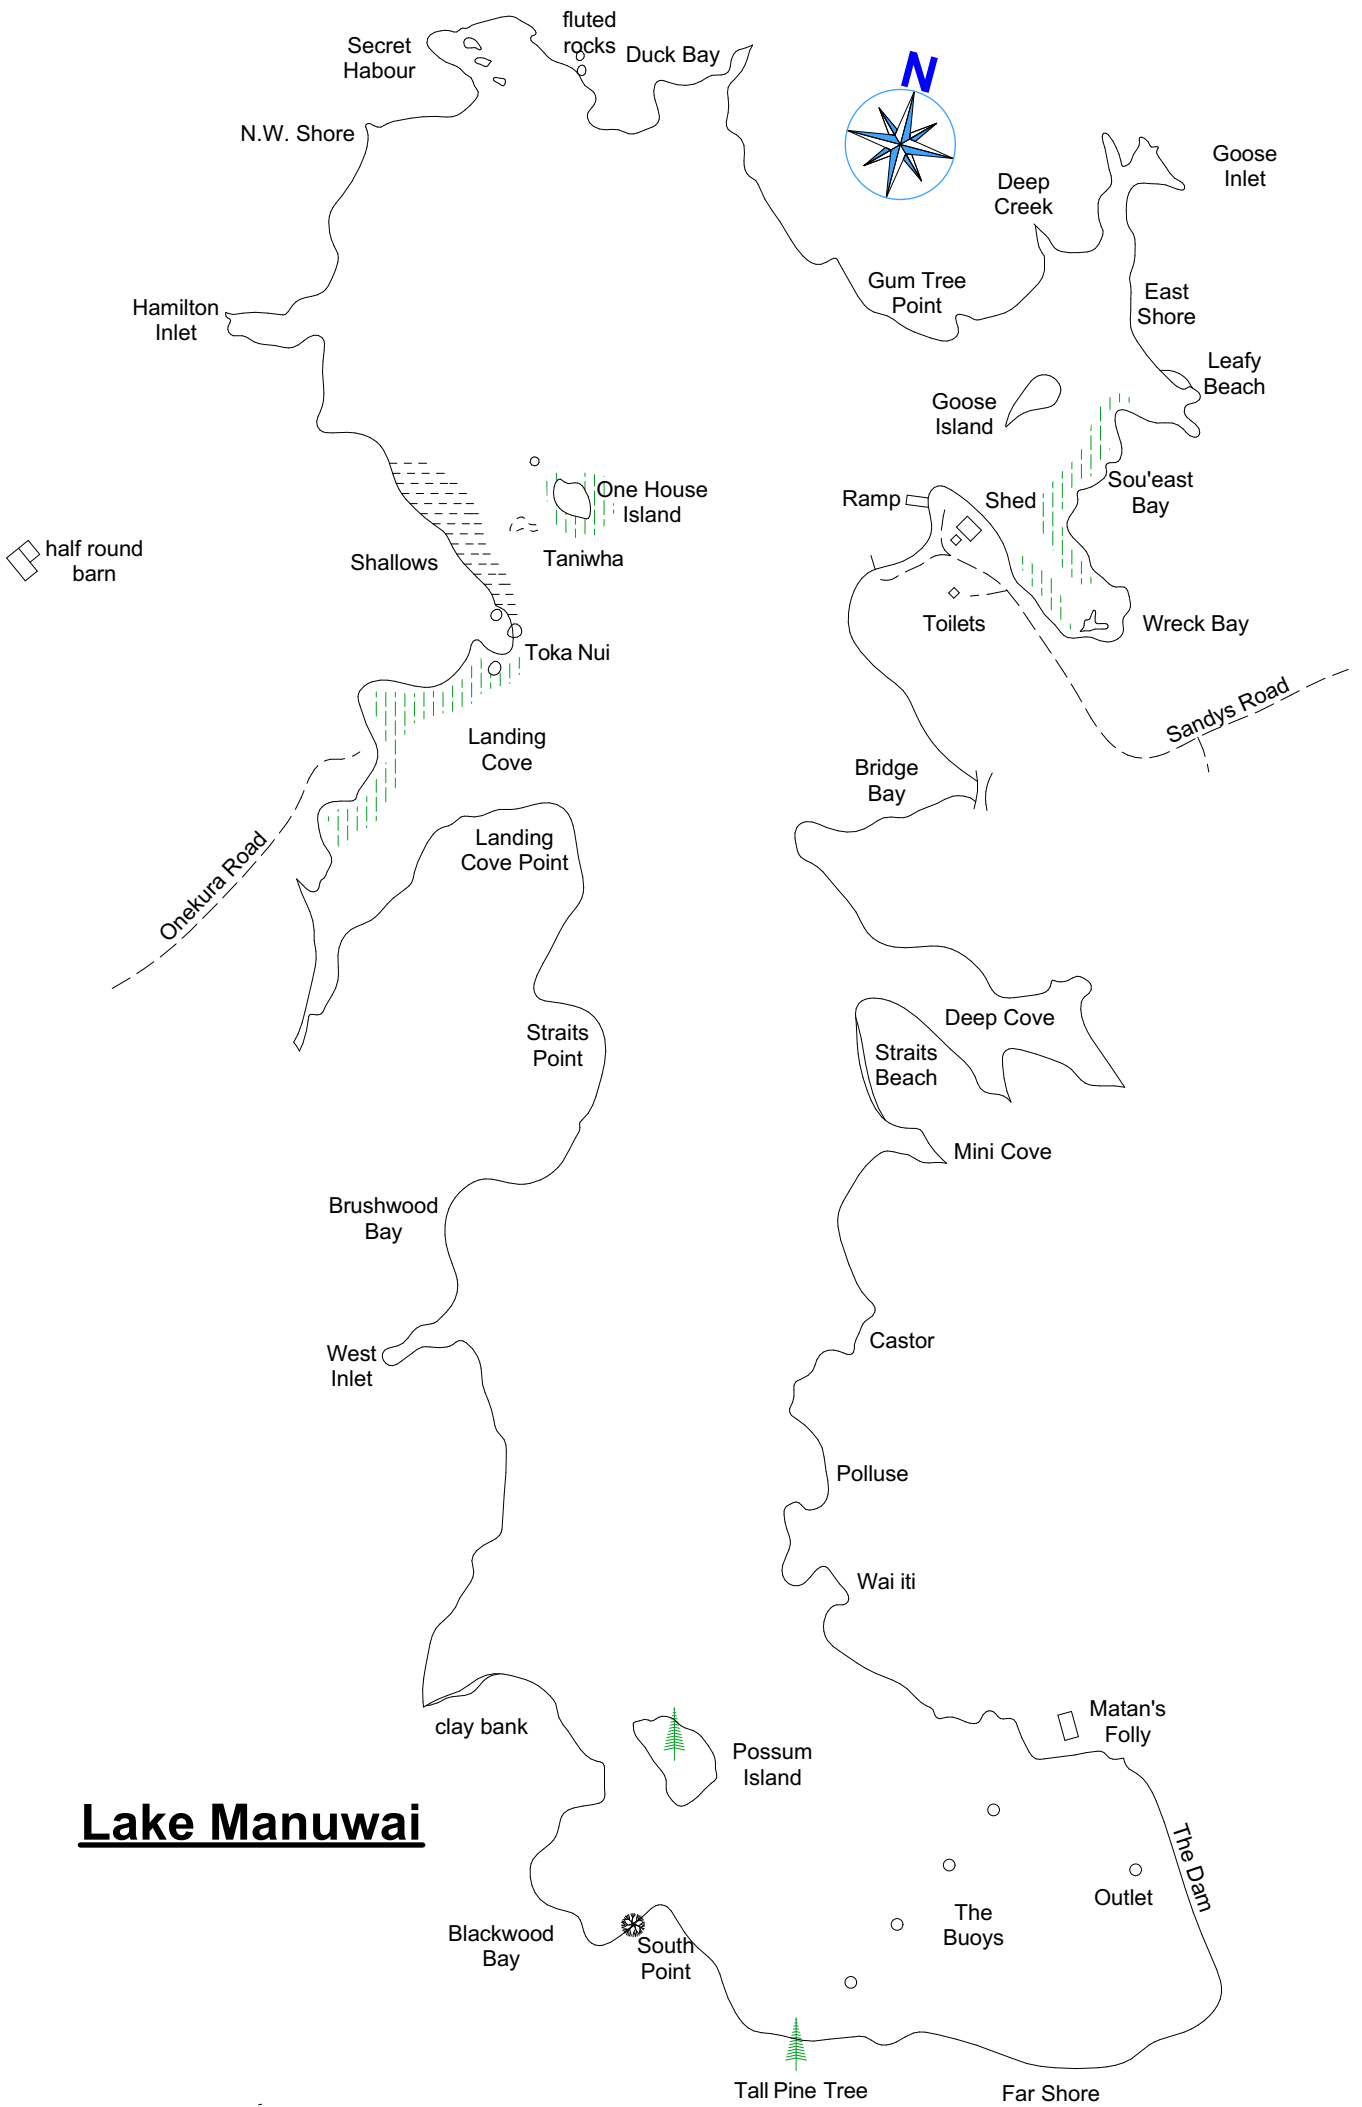 fluted
rocks
Secret
Habour
Duck Bay
N
N.W. Shore
Goose
Inlet
Deep
Creek
Gum Tree
Point
East
Shore
Hamilton
Inlet
Leafy
Beach
Goose
Island
One House
Island
Ramp
Shed
Sou'east
Bay
half round
barn
Shallows
Taniwha
Toilets
Wreck Bay
Toka Nui
Sandys Road
Landing
Cove
Bridge
Bay
Landing
Cove Point
Onekura Road
Straits
Point
Deep Cove
Straits
Beach
Mini Cove
Brushwood
Bay
West
Inlet
Castor
Polluse
Wai iti
clay bank
Matan's
Folly
Possum
Island
Lake Manuwai
The Dam
Outlet
The
Buoys
Blackwood
Bay
South
Point
Tall Pine Tree
Far Shore